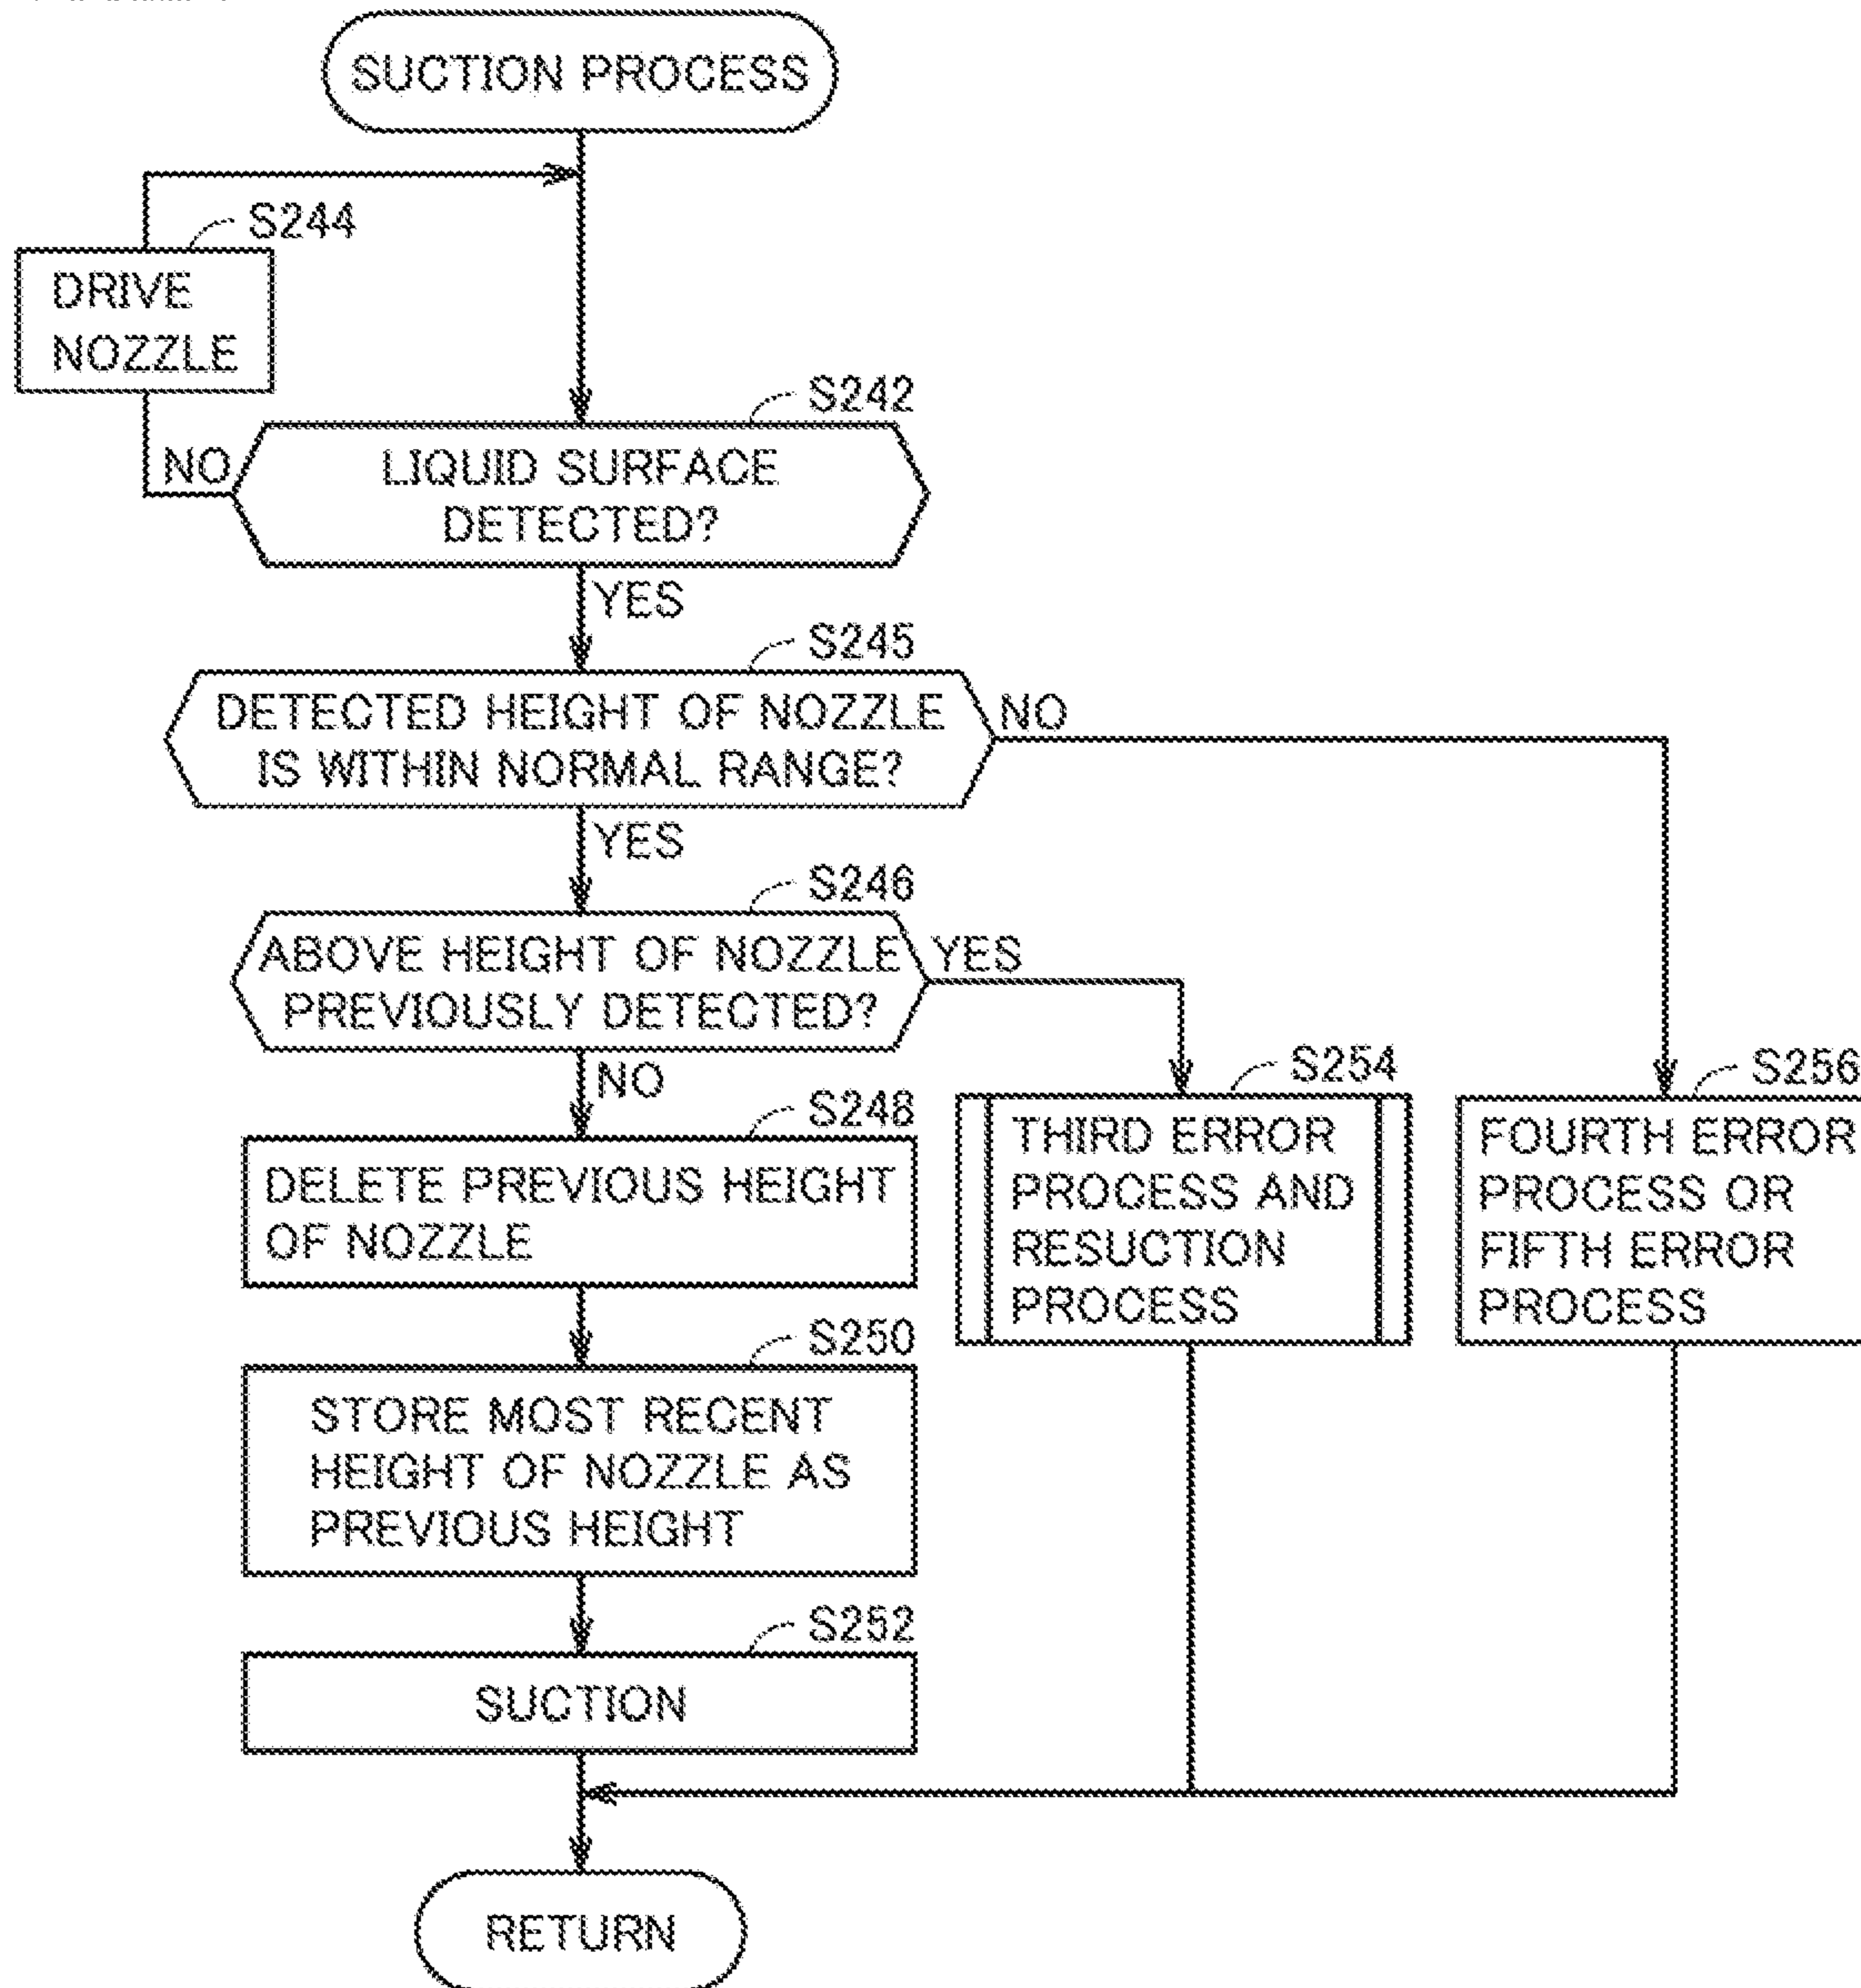 SUCTION PROCESS
S244
DRIVE
NOZZLE
S242
NO
LIQUID SURFACE
DETECTED?
YES
S245
DETECTED HEIGHT OF NOZZLE
IS WITHIN NORMAL RANGE?
NO
YES
S246
ABOVE HEIGHT OF NOZZLE
PREVIOUSLY DETECTED?
YES
NO
S248
DELETE PREVIOUS HEIGHT
OF NOZZLE
S254
THIRD ERROR
PROCESS AND
RESUCTION
PROCESS
S256
FOURTH ERROR
PROCESS OR
FIFTH ERROR
PROCESS
S250
STORE MOST RECENT
HEIGHT OF NOZZLE AS
PREVIOUS HEIGHT
S252
SUCTION
RETURN